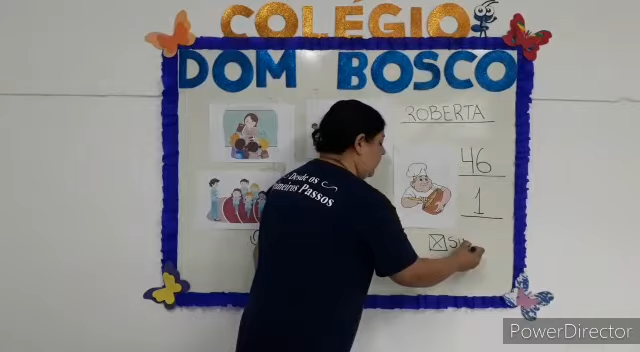 COLÉGIO
DOM BOSCO
ROBERTA
46
1
Desde os
Primeiros Passos
PowerDirector